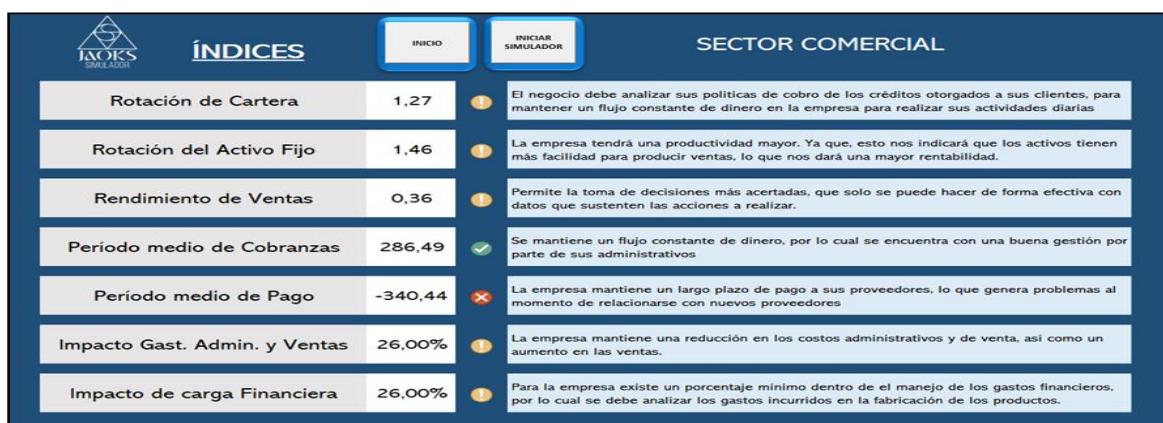 JAOKS
SIMULADOR
ÍNDICES
INICIO
INICIAR
SIMULADOR
SECTOR COMERCIAL
Rotación de Cartera
1,27
El negocio debe analizar sus politicas de cobro de los créditos otorgados a sus clientes, para
mantener un flujo constante de dinero en la empresa para realizar sus actividades diarias
Rotación del Activo Fijo
1,46
La empresa tendrá una productividad mayor. Ya que, esto nos indicará que los activos tienen
más facilidad para producir ventas, lo que nos dará una mayor rentabilidad.
Rendimiento de Ventas
0,36
Permite la toma de decisiones más acertadas, que solo se puede hacer de forma efectiva con
datos que sustenten las acciones a realizar.
Período medio de Cobranzas
286,49
Se mantiene un flujo constante de dinero, por lo cual se encuentra con una buena gestión por
parte de sus administrativos
Período medio de Pago
-340,44
La empresa mantiene un largo plazo de pago a sus proveedores, lo que genera problemas al
momento de relacionarse con nuevos proveedores
Impacto Gast. Admin. y Ventas
26,00%
La empresa mantiene una reducción en los costos administrativos y de venta, asi como un
aumento en las ventas.
Impacto de carga Financiera
26,00%
Para la empresa existe un porcentaje mínimo dentro de el manejo de los gastos financieros,
por lo cual se debe analizar los gastos incurridos en la fabricación de los productos.